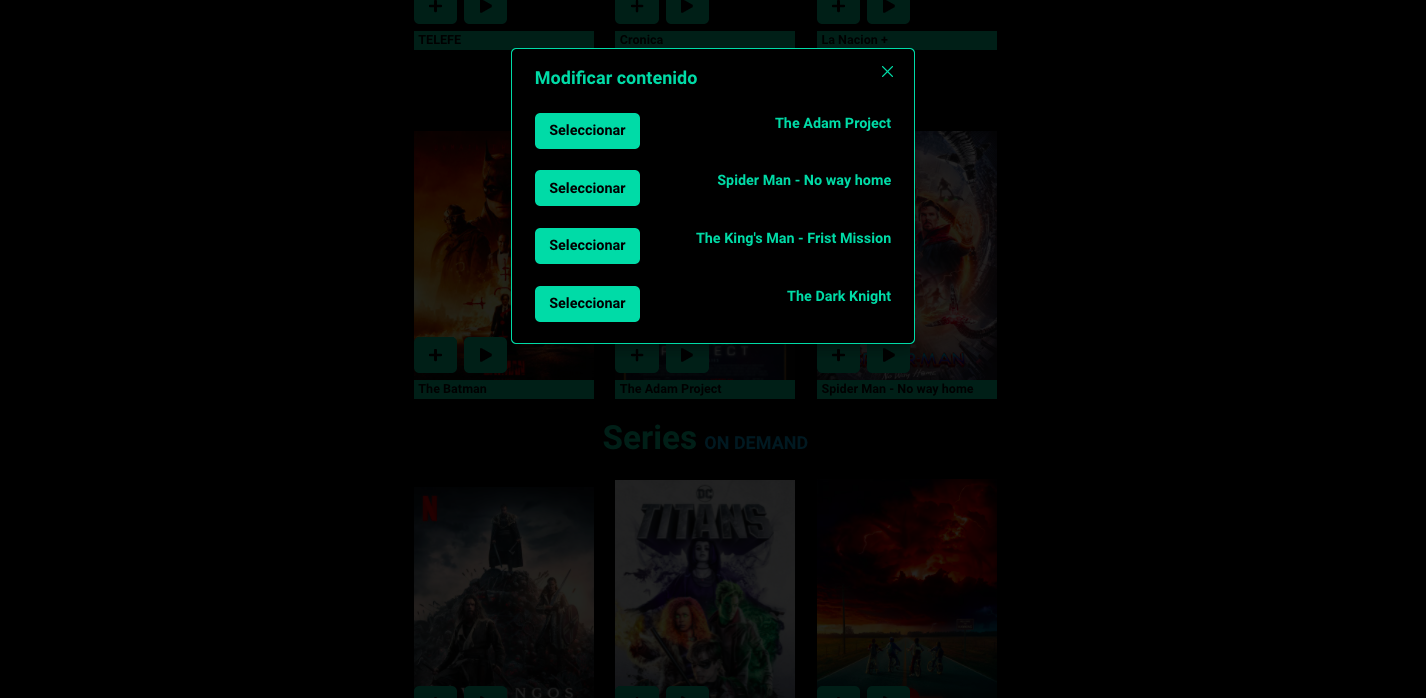 TELEFE
Cronica
La Nacion +
Modificar contenido
Seleccionar
The Adam Project
Seleccionar
Spider Man - No way home
Seleccionar
The King's Man - Frist Mission
Seleccionar
The Dark Knight
The Batman
The Adam Project
Spider Man - No way home
Series ON DEMAND
N
DC
TITANS